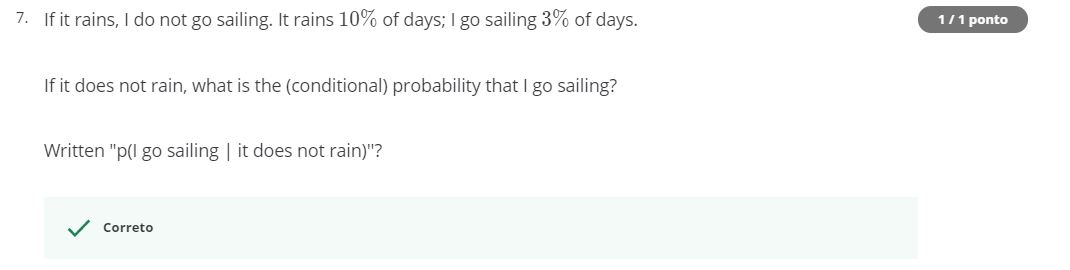 7. If it rains, I do not go sailing. It rains 10% of days; I go sailing 3% of days.
1 / 1 ponto
If it does not rain, what is the (conditional) probability that I go sailing?
Written "p(I go sailing | it does not rain)"?
Correto